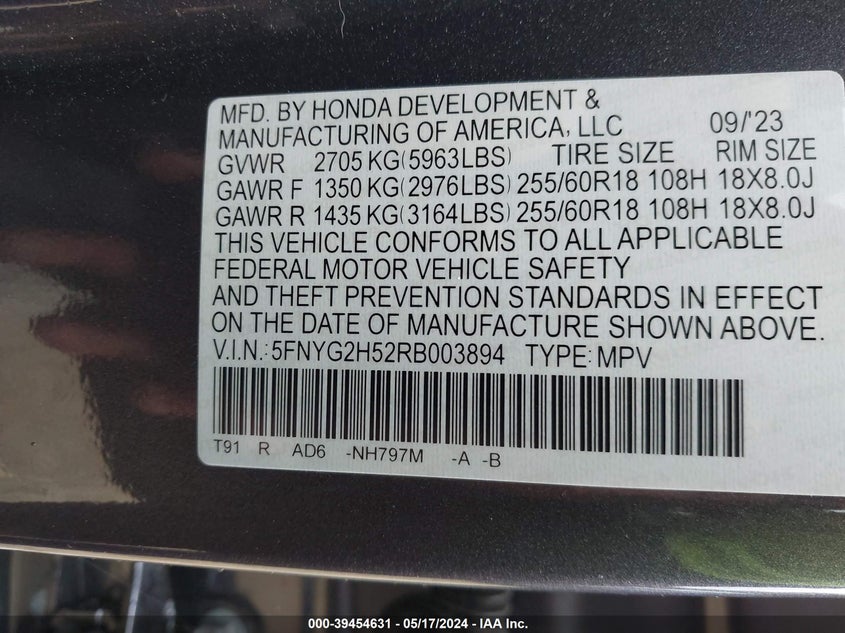 MFD. BY HONDA DEVELOPMENT &
MANUFACTURING OF AMERICA, LLC 09/'23
GVWR 2705 KG(5963LBS) TIRE SIZE RIM SIZE
GAWR F 1350 KG(2976LBS) 255/60R18 108H 18X8.0J
GAWR R 1435 KG(3164LBS) 255/60R18 108H 18X8.0J
THIS VEHICLE CONFORMS TO ALL APPLICABLE
FEDERAL MOTOR VEHICLE SAFETY
AND THEFT PREVENTION STANDARDS IN EFFECT
ON THE DATE OF MANUFACTURE SHOWN ABOVE.
V.I.N.:5FNYG2H52RB003894 TYPE:MPV
T91 R AD6 -NH797M -A -B
000-39454631 - 05/17/2024 - IAA Inc.